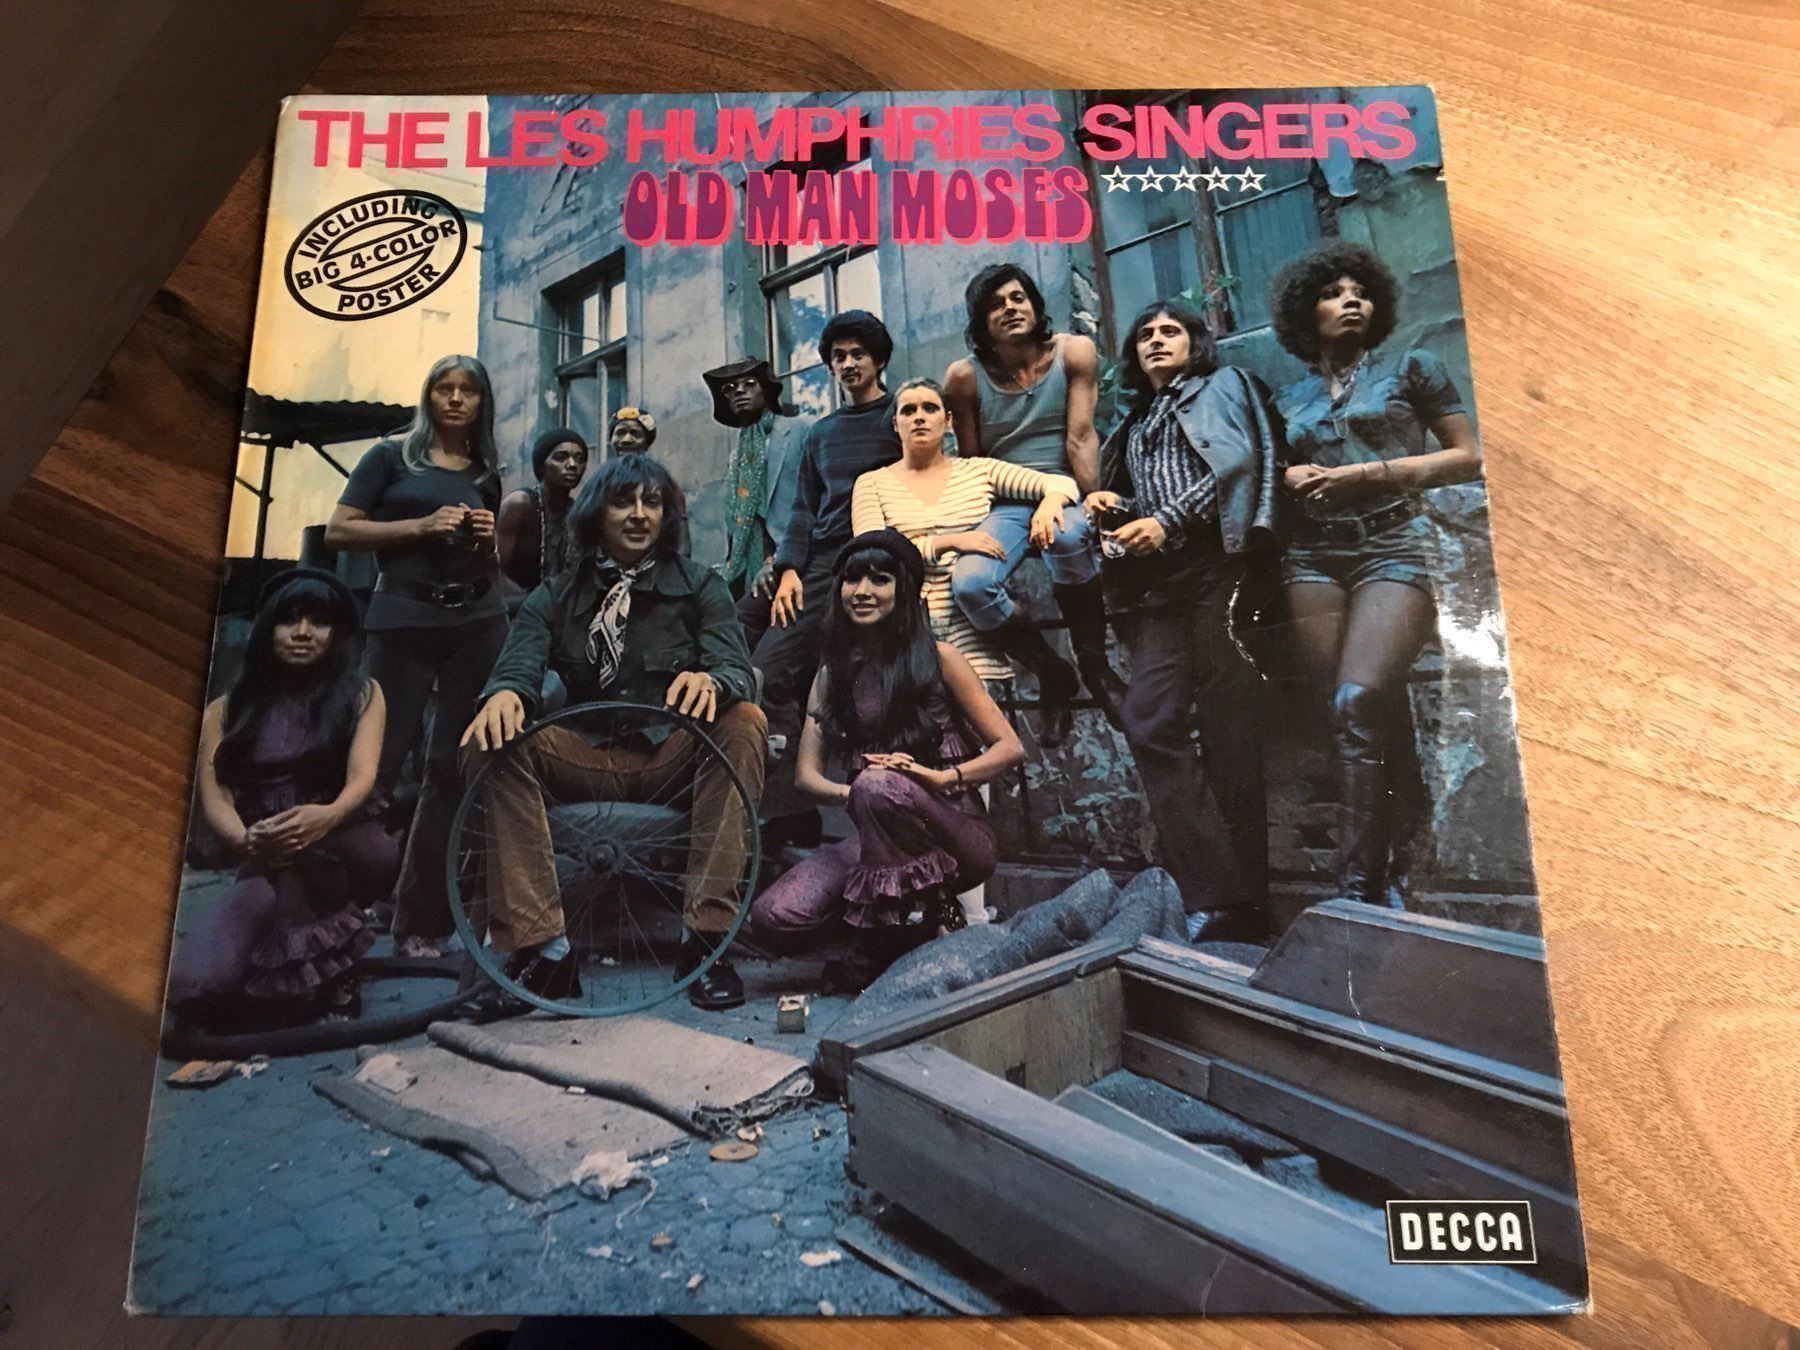 THE LES HUMPHRIES SINGERS
OLD MAN MOSES ☆☆☆☆☆
INCLUDING
BIG 4-COLOR
POSTER
DECCA